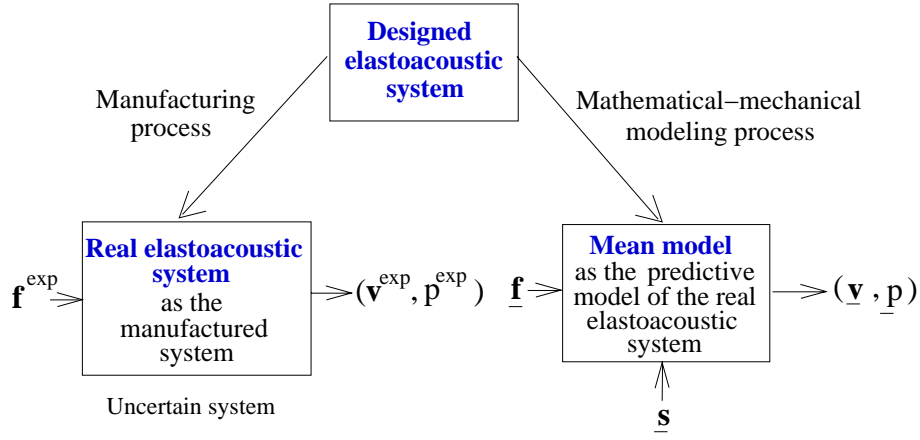 Designed
elastoacoustic
system
Manufacturing
process
Mathematical−mechanical
modeling process
Real elastoacoustic
system
as the
manufactured
system
f^exp
(v^exp, p^exp)
Uncertain system
Mean model
as the predictive
model of the real
elastoacoustic
system
f
(v, p)
s